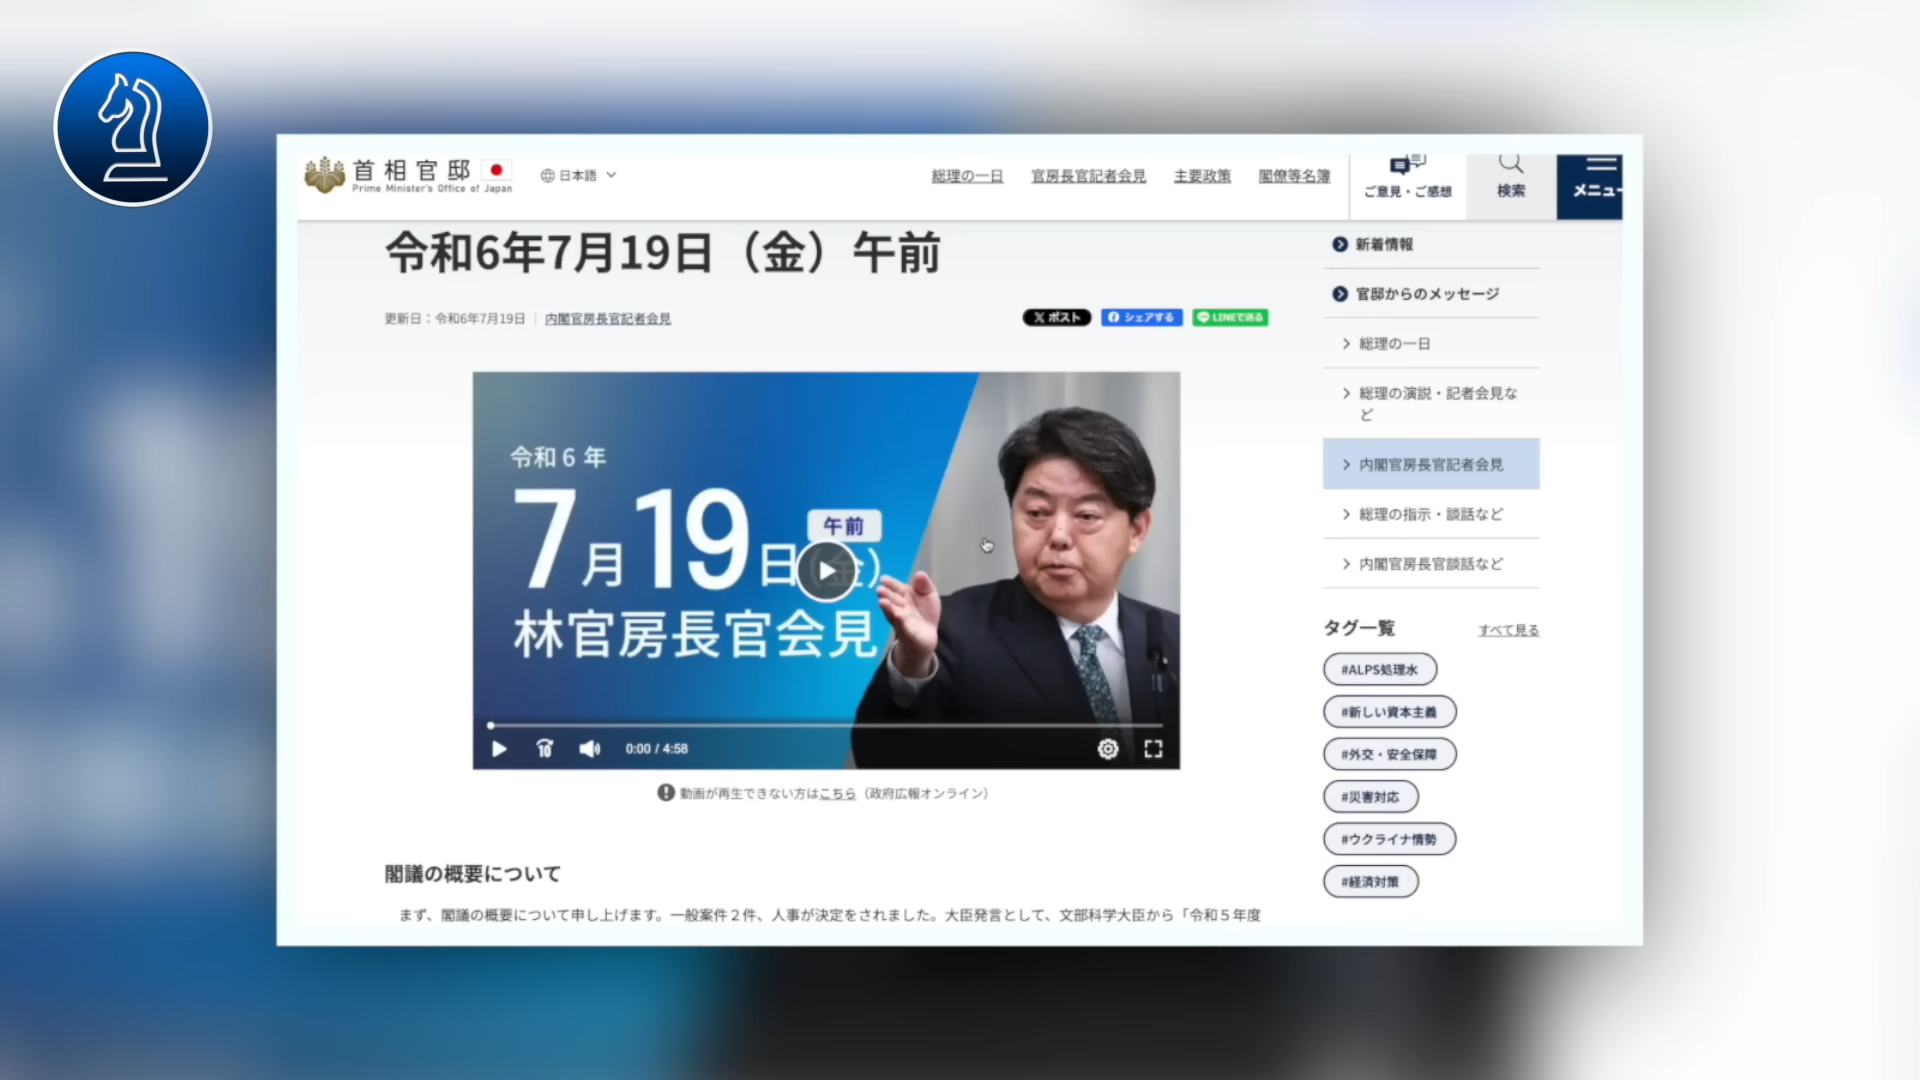 首相官邸
Prime Minister's Office of Japan
日本語
総理の一日
官房長官記者会見
主要政策
閣僚等名簿
ご意見・ご感想
検索
メニュー
令和6年7月19日（金）午前
更新日：令和6年7月19日
内閣官房長官記者会見
ポスト
シェアする
LINEで送る
令和6年
7月19日(金)
午前
林官房長官会見
10
0:00 / 4:58
動画が再生できない方はこちら（政府広報オンライン）
閣議の概要について
まず、閣議の概要について申し上げます。一般案件２件、人事が決定をされました。大臣発言として、文部科学大臣から「令和５年度
新着情報
官邸からのメッセージ
総理の一日
総理の演説・記者会見な
ど
内閣官房長官記者会見
総理の指示・談話など
内閣官房長官談話など
タグ一覧
すべて見る
#ALPS処理水
#新しい資本主義
#外交・安全保障
#災害対応
#ウクライナ情勢
#経済対策